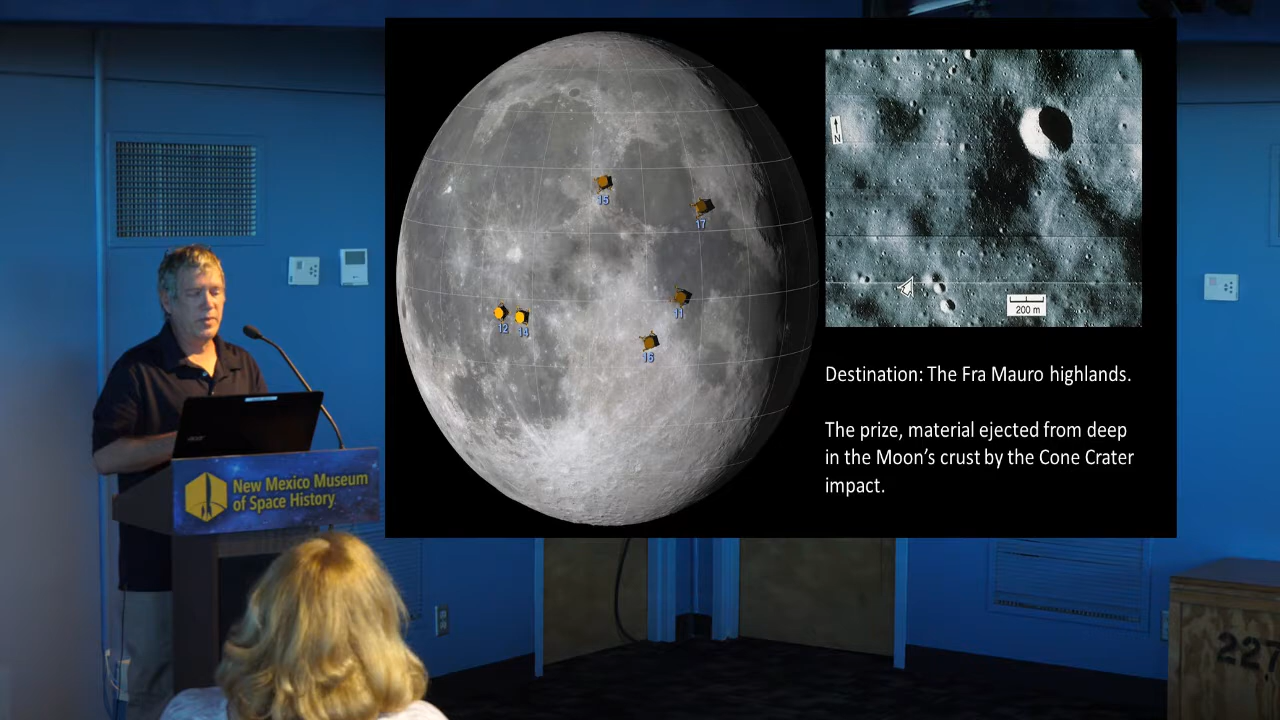 15
17
11
12
14
16
N
200 m
Destination: The Fra Mauro highlands.
The prize, material ejected from deep
in the Moon's crust by the Cone Crater
impact.
acer
New Mexico Museum
of Space History
227